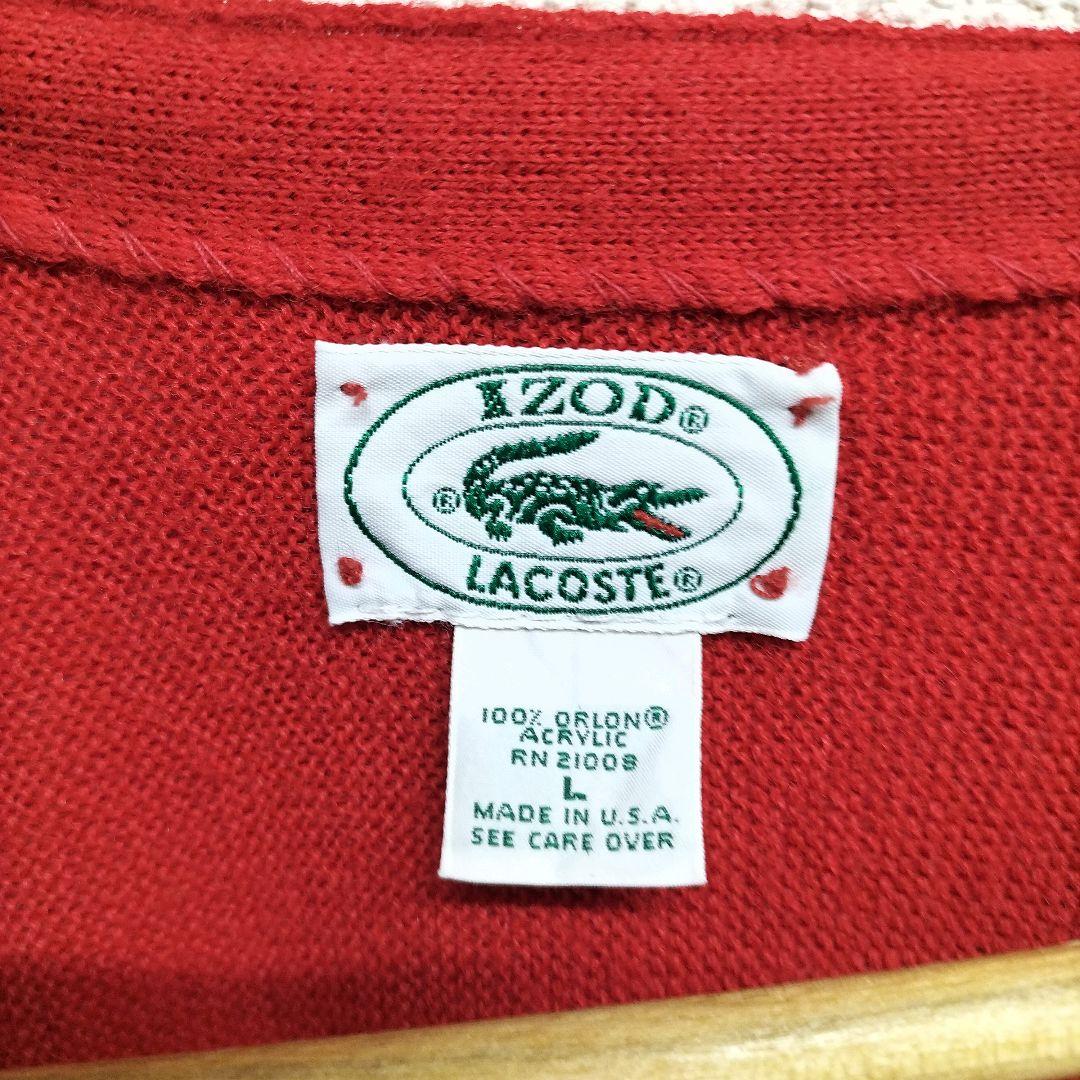 IZOD®
®
LACOSTE®
100% ORLON®
ACRYLIC
RN 21008
L
MADE IN U.S.A.
SEE CARE OVER